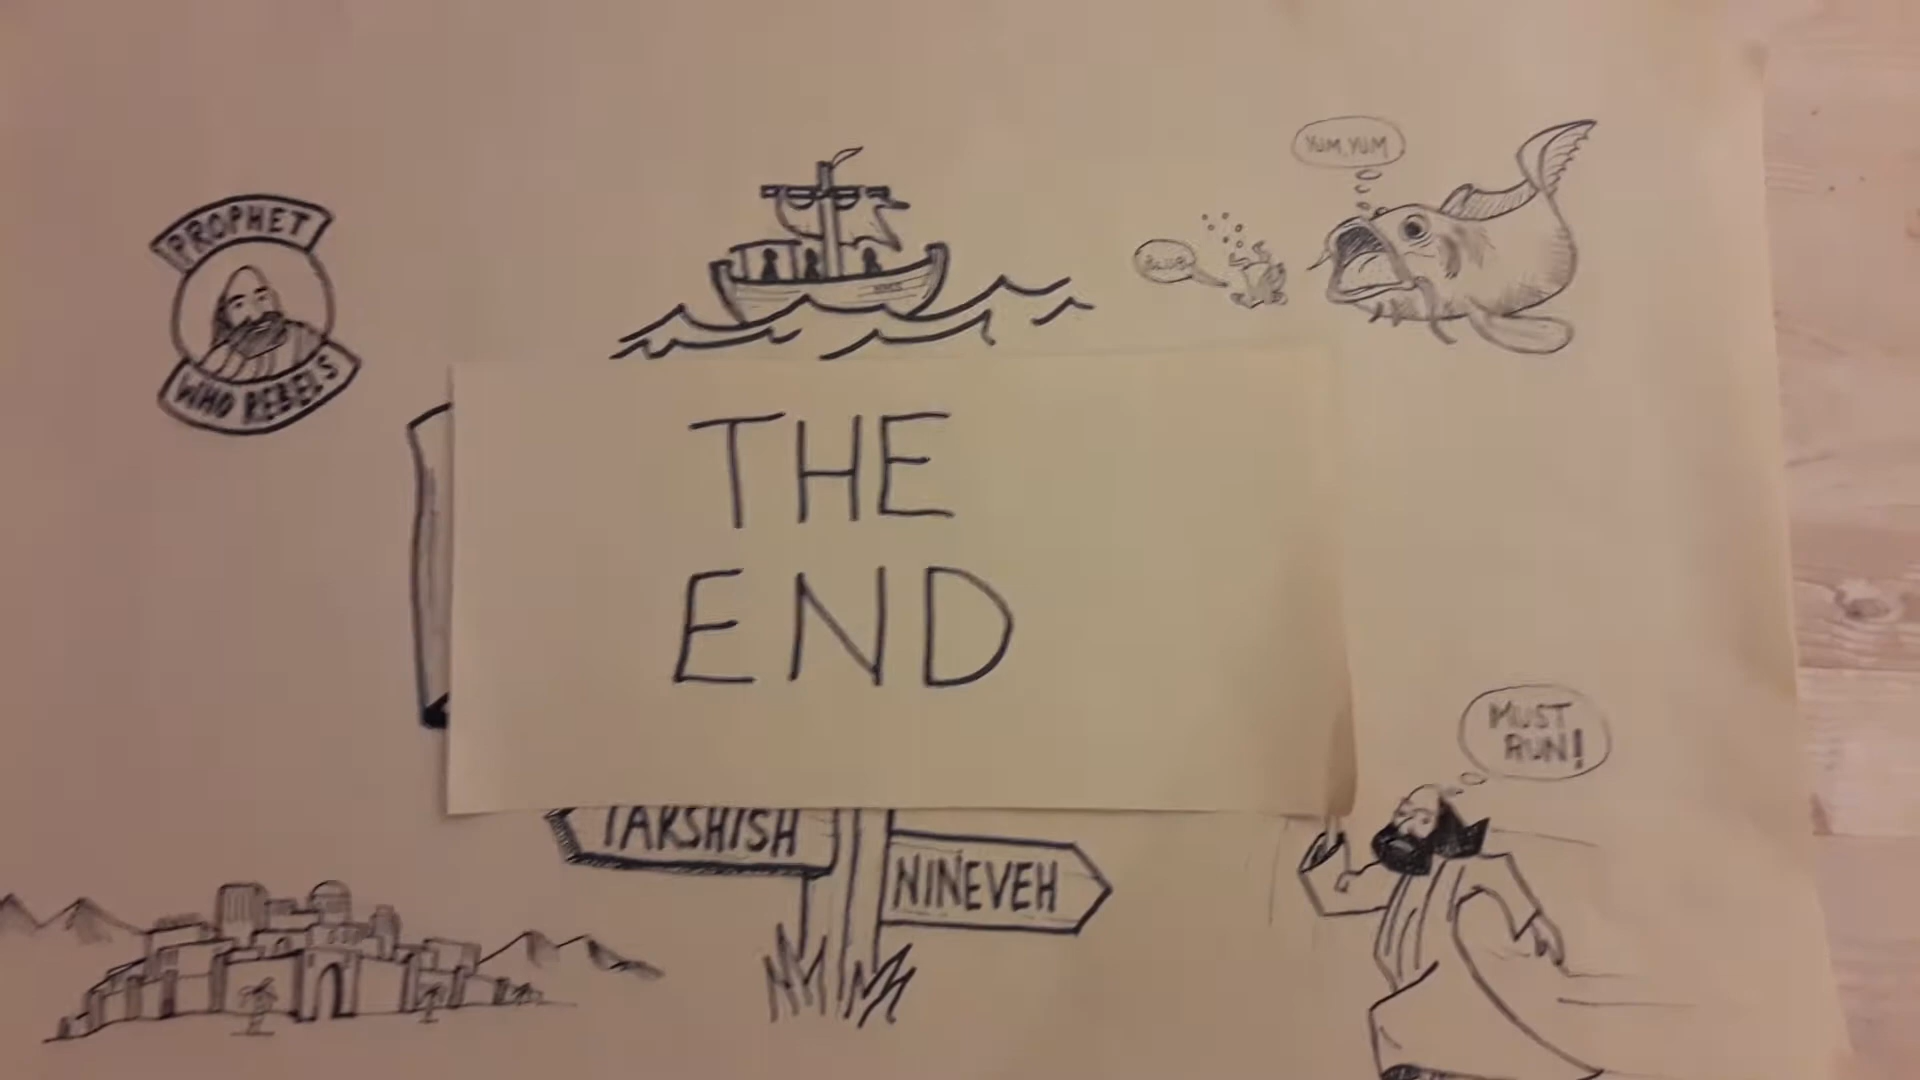 PROPHET
WHO REBELS
YUM, YUM
THE
END
TARSHISH
NINEVEH
MUST
RUN!